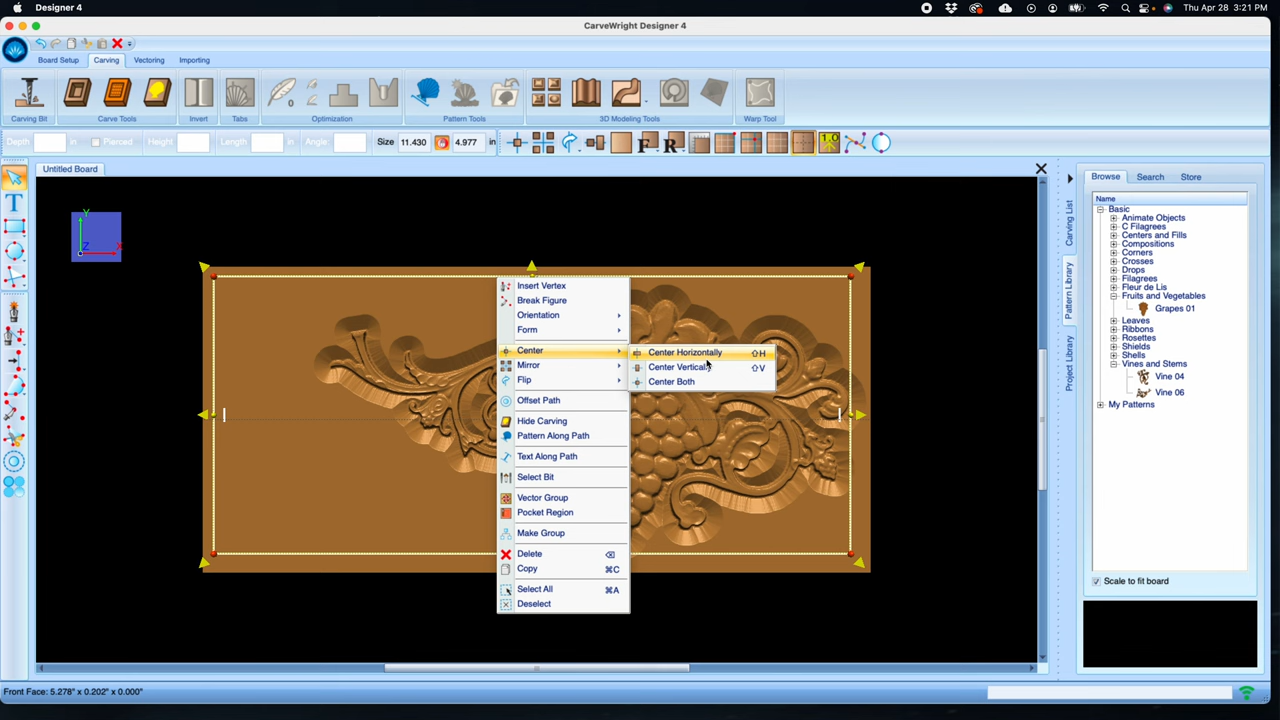 Designer 4
Thu Apr 28 3:21 PM
CarveWright Designer 4
Board Setup Carving Vectoring Importing
Carving Bit Carve Tools Invert Tabs Optimization Pattern Tools 3D Modeling Tools Warp Tool
Depth in Pierced Height Length in Angle: Size 11.430 4.977 in F R 1.0
Untitled Board
Browse Search Store
Carving List
Pattern Library
Project Library
Name
Basic
Animate Objects
C Filagrees
Centers and Fills
Compositions
Corners
Crosses
Drops
Filagrees
Fleur de Lis
Fruits and Vegetables
Grapes 01
Leaves
Ribbons
Rosettes
Shields
Shells
Vines and Stems
Vine 04
Vine 06
My Patterns
Scale to fit board
Y
Z X
Insert Vertex
Break Figure
Orientation
Form
Center
Mirror
Flip
Offset Path
Hide Carving
Pattern Along Path
Text Along Path
Select Bit
Vector Group
Pocket Region
Make Group
Delete ⌫
Copy ⌘C
Select All ⌘A
Deselect
Center Horizontally ⇧H
Center Vertically ⇧V
Center Both
Front Face: 5.278" x 0.202" x 0.000"